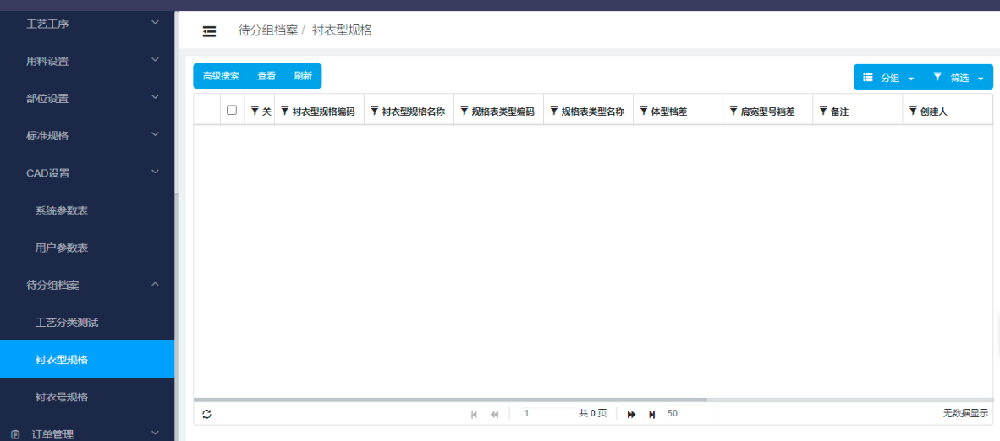 工艺工序
用料设置
部位设置
标准规格
CAD设置
系统参数表
用户参数表
待分组档案
工艺分类测试
衬衣型规格
衬衣号规格
订单管理
待分组档案 / 衬衣型规格
高级搜索 查看 刷新
分组 筛选
关 衬衣型规格编码 衬衣型规格名称 规格表类型编码 规格表类型名称 体型档差 肩宽型号裆差 备注 创建人
1 共 0 页 50 无数据显示